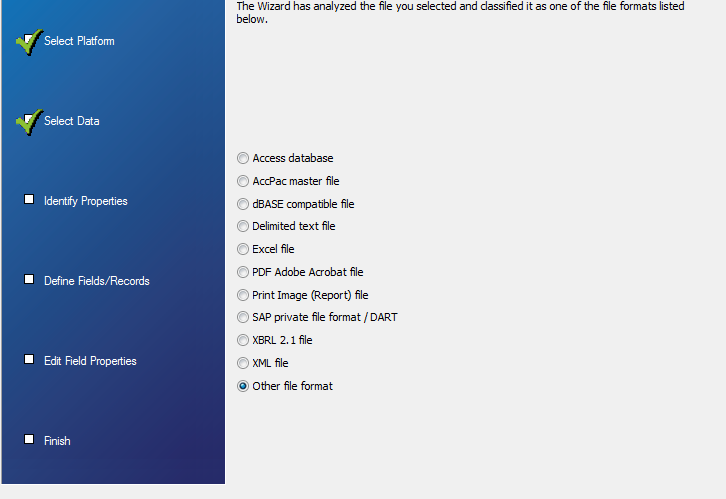 The Wizard has analyzed the file you selected and classified it as one of the file formats listed
below.
Select Platform
Select Data
Identify Properties
Define Fields/Records
Edit Field Properties
Finish
Access database
AccPac master file
dBASE compatible file
Delimited text file
Excel file
PDF Adobe Acrobat file
Print Image (Report) file
SAP private file format / DART
XBRL 2.1 file
XML file
Other file format